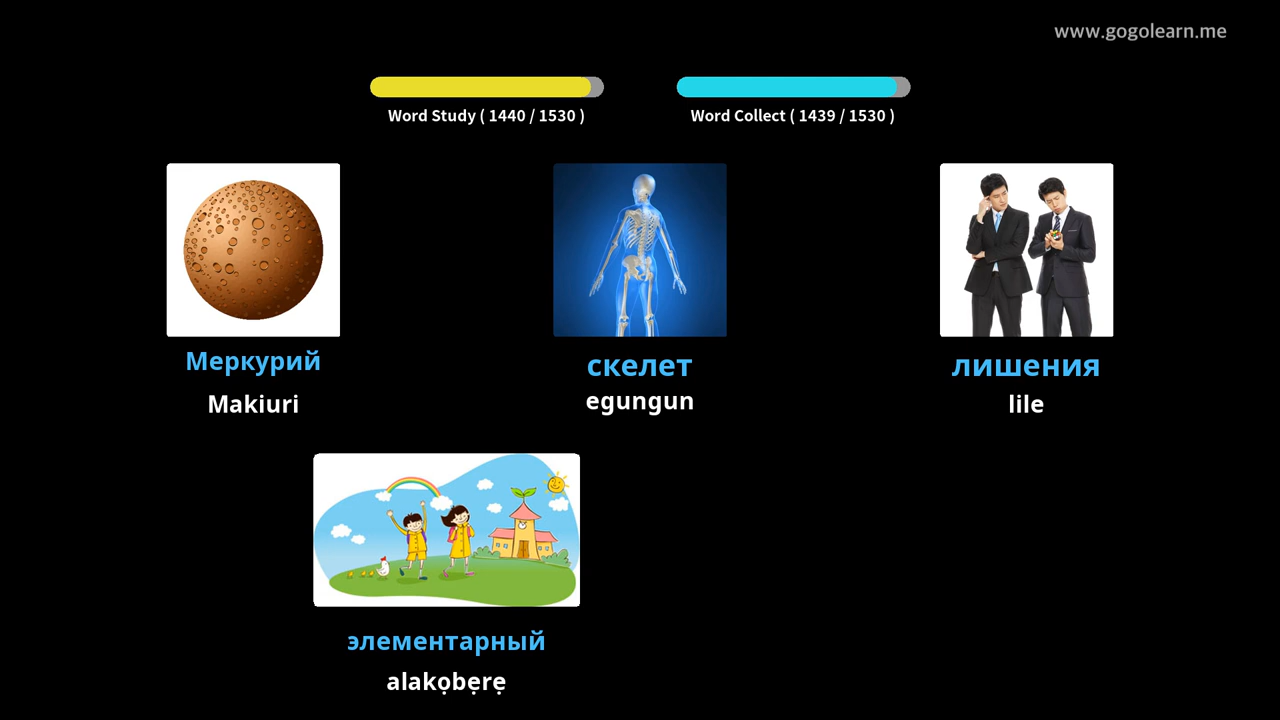 www.gogolearn.me
Word Study ( 1440 / 1530 )
Word Collect ( 1439 / 1530 )
Меркурий
Makiuri
скелет
egungun
лишения
lile
элементарный
alakọbẹrẹ